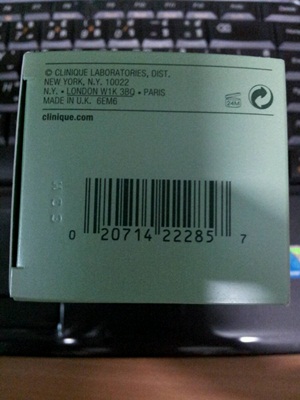 © CLINIQUE LABORATORIES, DIST.
NEW YORK, N.Y. 10022
N.Y. • LONDON W1K 3BQ • PARIS
MADE IN U.K. 6EM6
24M
clinique.com
0 20714 22285 7